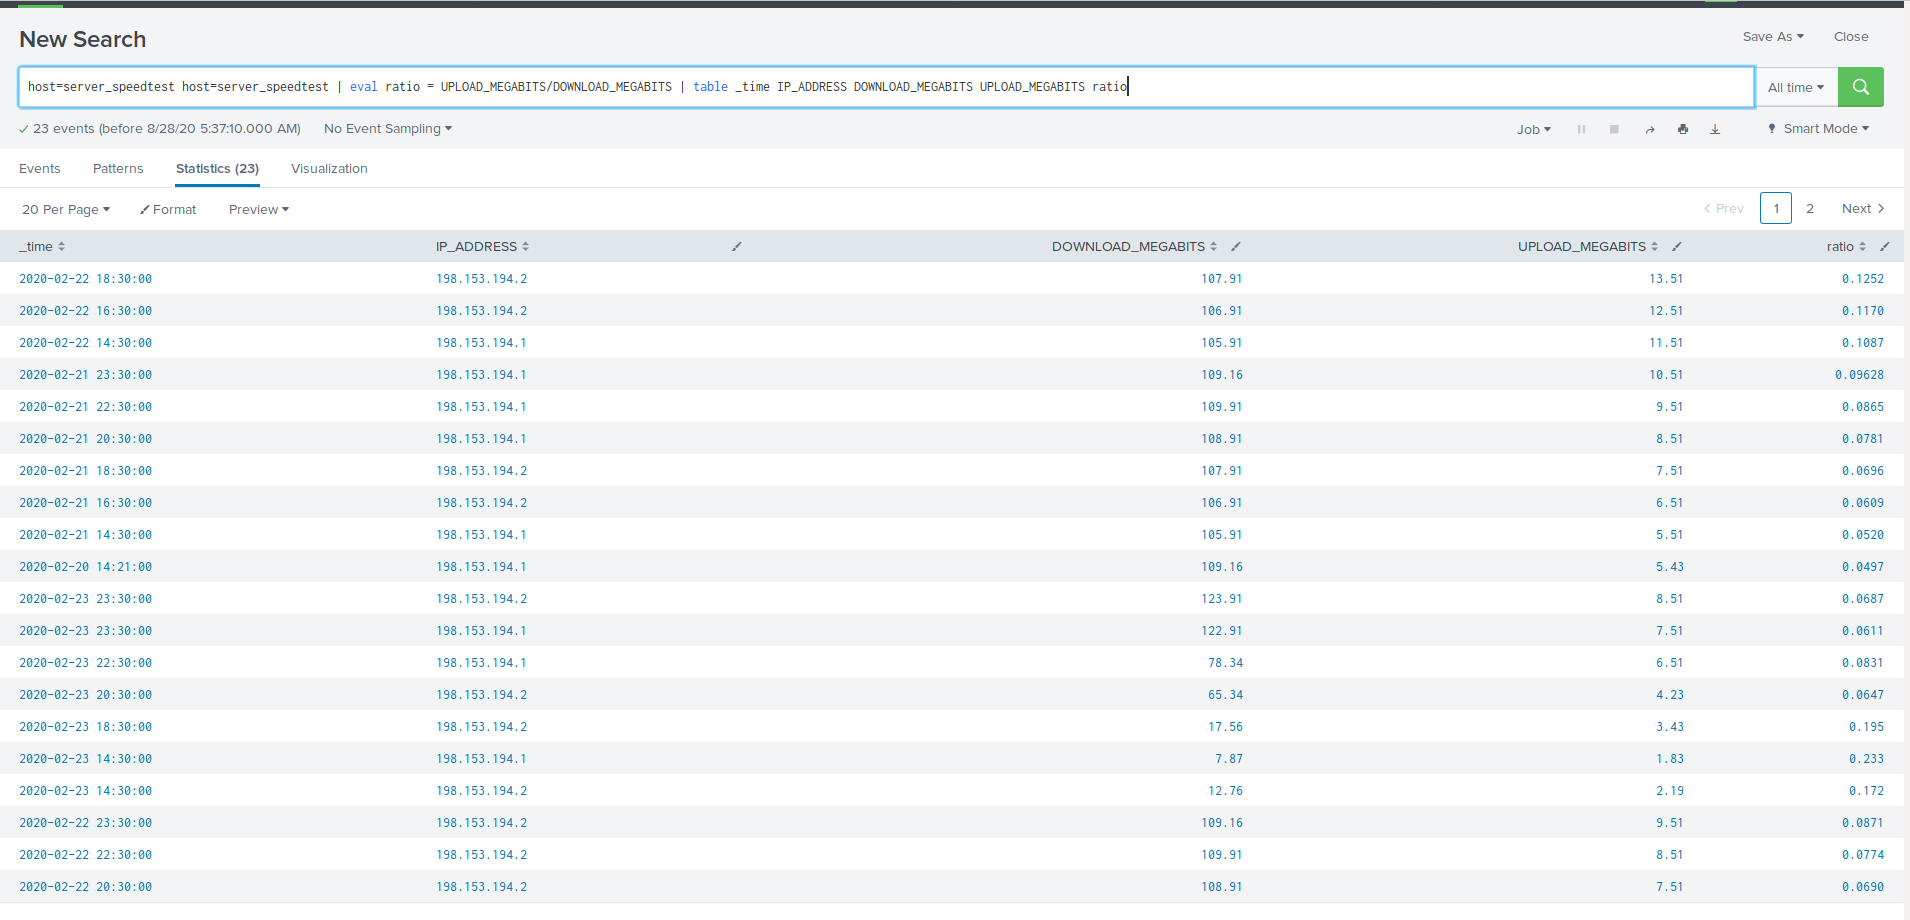 New Search
Save As Close
host=server_speedtest host=server_speedtest | eval ratio = UPLOAD_MEGABITS/DOWNLOAD_MEGABITS | table _time IP_ADDRESS DOWNLOAD_MEGABITS UPLOAD_MEGABITS ratio All time
23 events (before 8/28/20 5:37:10.000 AM) No Event Sampling Job Smart Mode
Events Patterns Statistics (23) Visualization
20 Per Page Format Preview < Prev 1 2 Next >
_time IP_ADDRESS DOWNLOAD_MEGABITS UPLOAD_MEGABITS ratio
2020-02-22 18:30:00 198.153.194.2 107.91 13.51 0.1252
2020-02-22 16:30:00 198.153.194.2 106.91 12.51 0.1170
2020-02-22 14:30:00 198.153.194.1 105.91 11.51 0.1087
2020-02-21 23:30:00 198.153.194.1 109.16 10.51 0.09628
2020-02-21 22:30:00 198.153.194.1 109.91 9.51 0.0865
2020-02-21 20:30:00 198.153.194.1 108.91 8.51 0.0781
2020-02-21 18:30:00 198.153.194.2 107.91 7.51 0.0696
2020-02-21 16:30:00 198.153.194.2 106.91 6.51 0.0609
2020-02-21 14:30:00 198.153.194.1 105.91 5.51 0.0520
2020-02-20 14:21:00 198.153.194.1 109.16 5.43 0.0497
2020-02-23 23:30:00 198.153.194.2 123.91 8.51 0.0687
2020-02-23 23:30:00 198.153.194.1 122.91 7.51 0.0611
2020-02-23 22:30:00 198.153.194.1 78.34 6.51 0.0831
2020-02-23 20:30:00 198.153.194.2 65.34 4.23 0.0647
2020-02-23 18:30:00 198.153.194.2 17.56 3.43 0.195
2020-02-23 14:30:00 198.153.194.1 7.87 1.83 0.233
2020-02-23 14:30:00 198.153.194.2 12.76 2.19 0.172
2020-02-22 23:30:00 198.153.194.2 109.16 9.51 0.0871
2020-02-22 22:30:00 198.153.194.2 109.91 8.51 0.0774
2020-02-22 20:30:00 198.153.194.2 108.91 7.51 0.0690